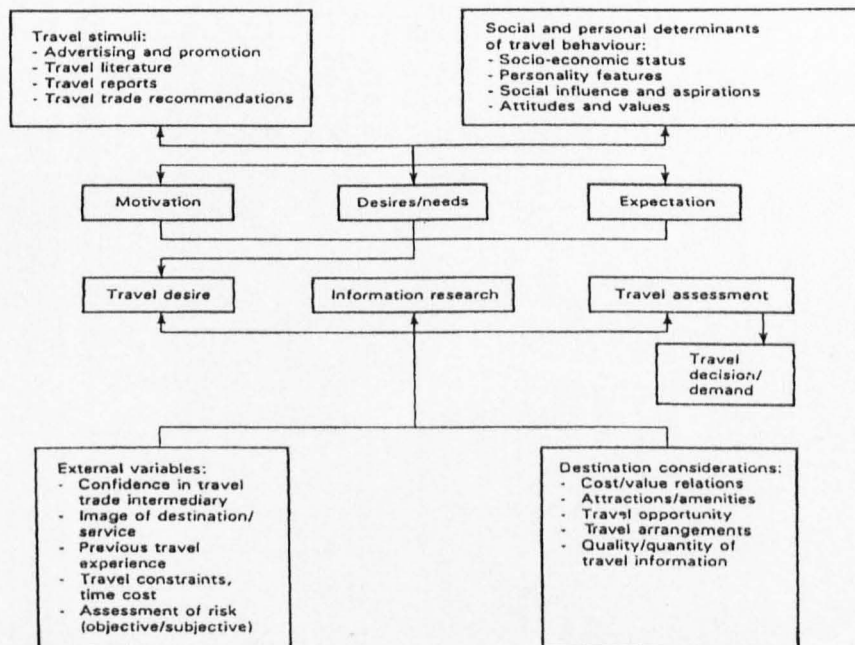 Travel stimuli:
- Advertising and promotion
- Travel literature
- Travel reports
- Travel trade recommendations
Social and personal determinants
of travel behaviour:
- Socio-economic status
- Personality features
- Social influence and aspirations
- Attitudes and values
Motivation
Desires/needs
Expectation
Travel desire
Information research
Travel assessment
Travel
decision/
demand
External variables:
- Confidence in travel
trade intermediary
- Image of destination/
service
- Previous travel
experience
- Travel constraints,
time cost
- Assessment of risk
(objective/subjective)
Destination considerations:
- Cost/value relations
- Attractions/amenities
- Travel opportunity
- Travel arrangements
- Quality/quantity of
travel information